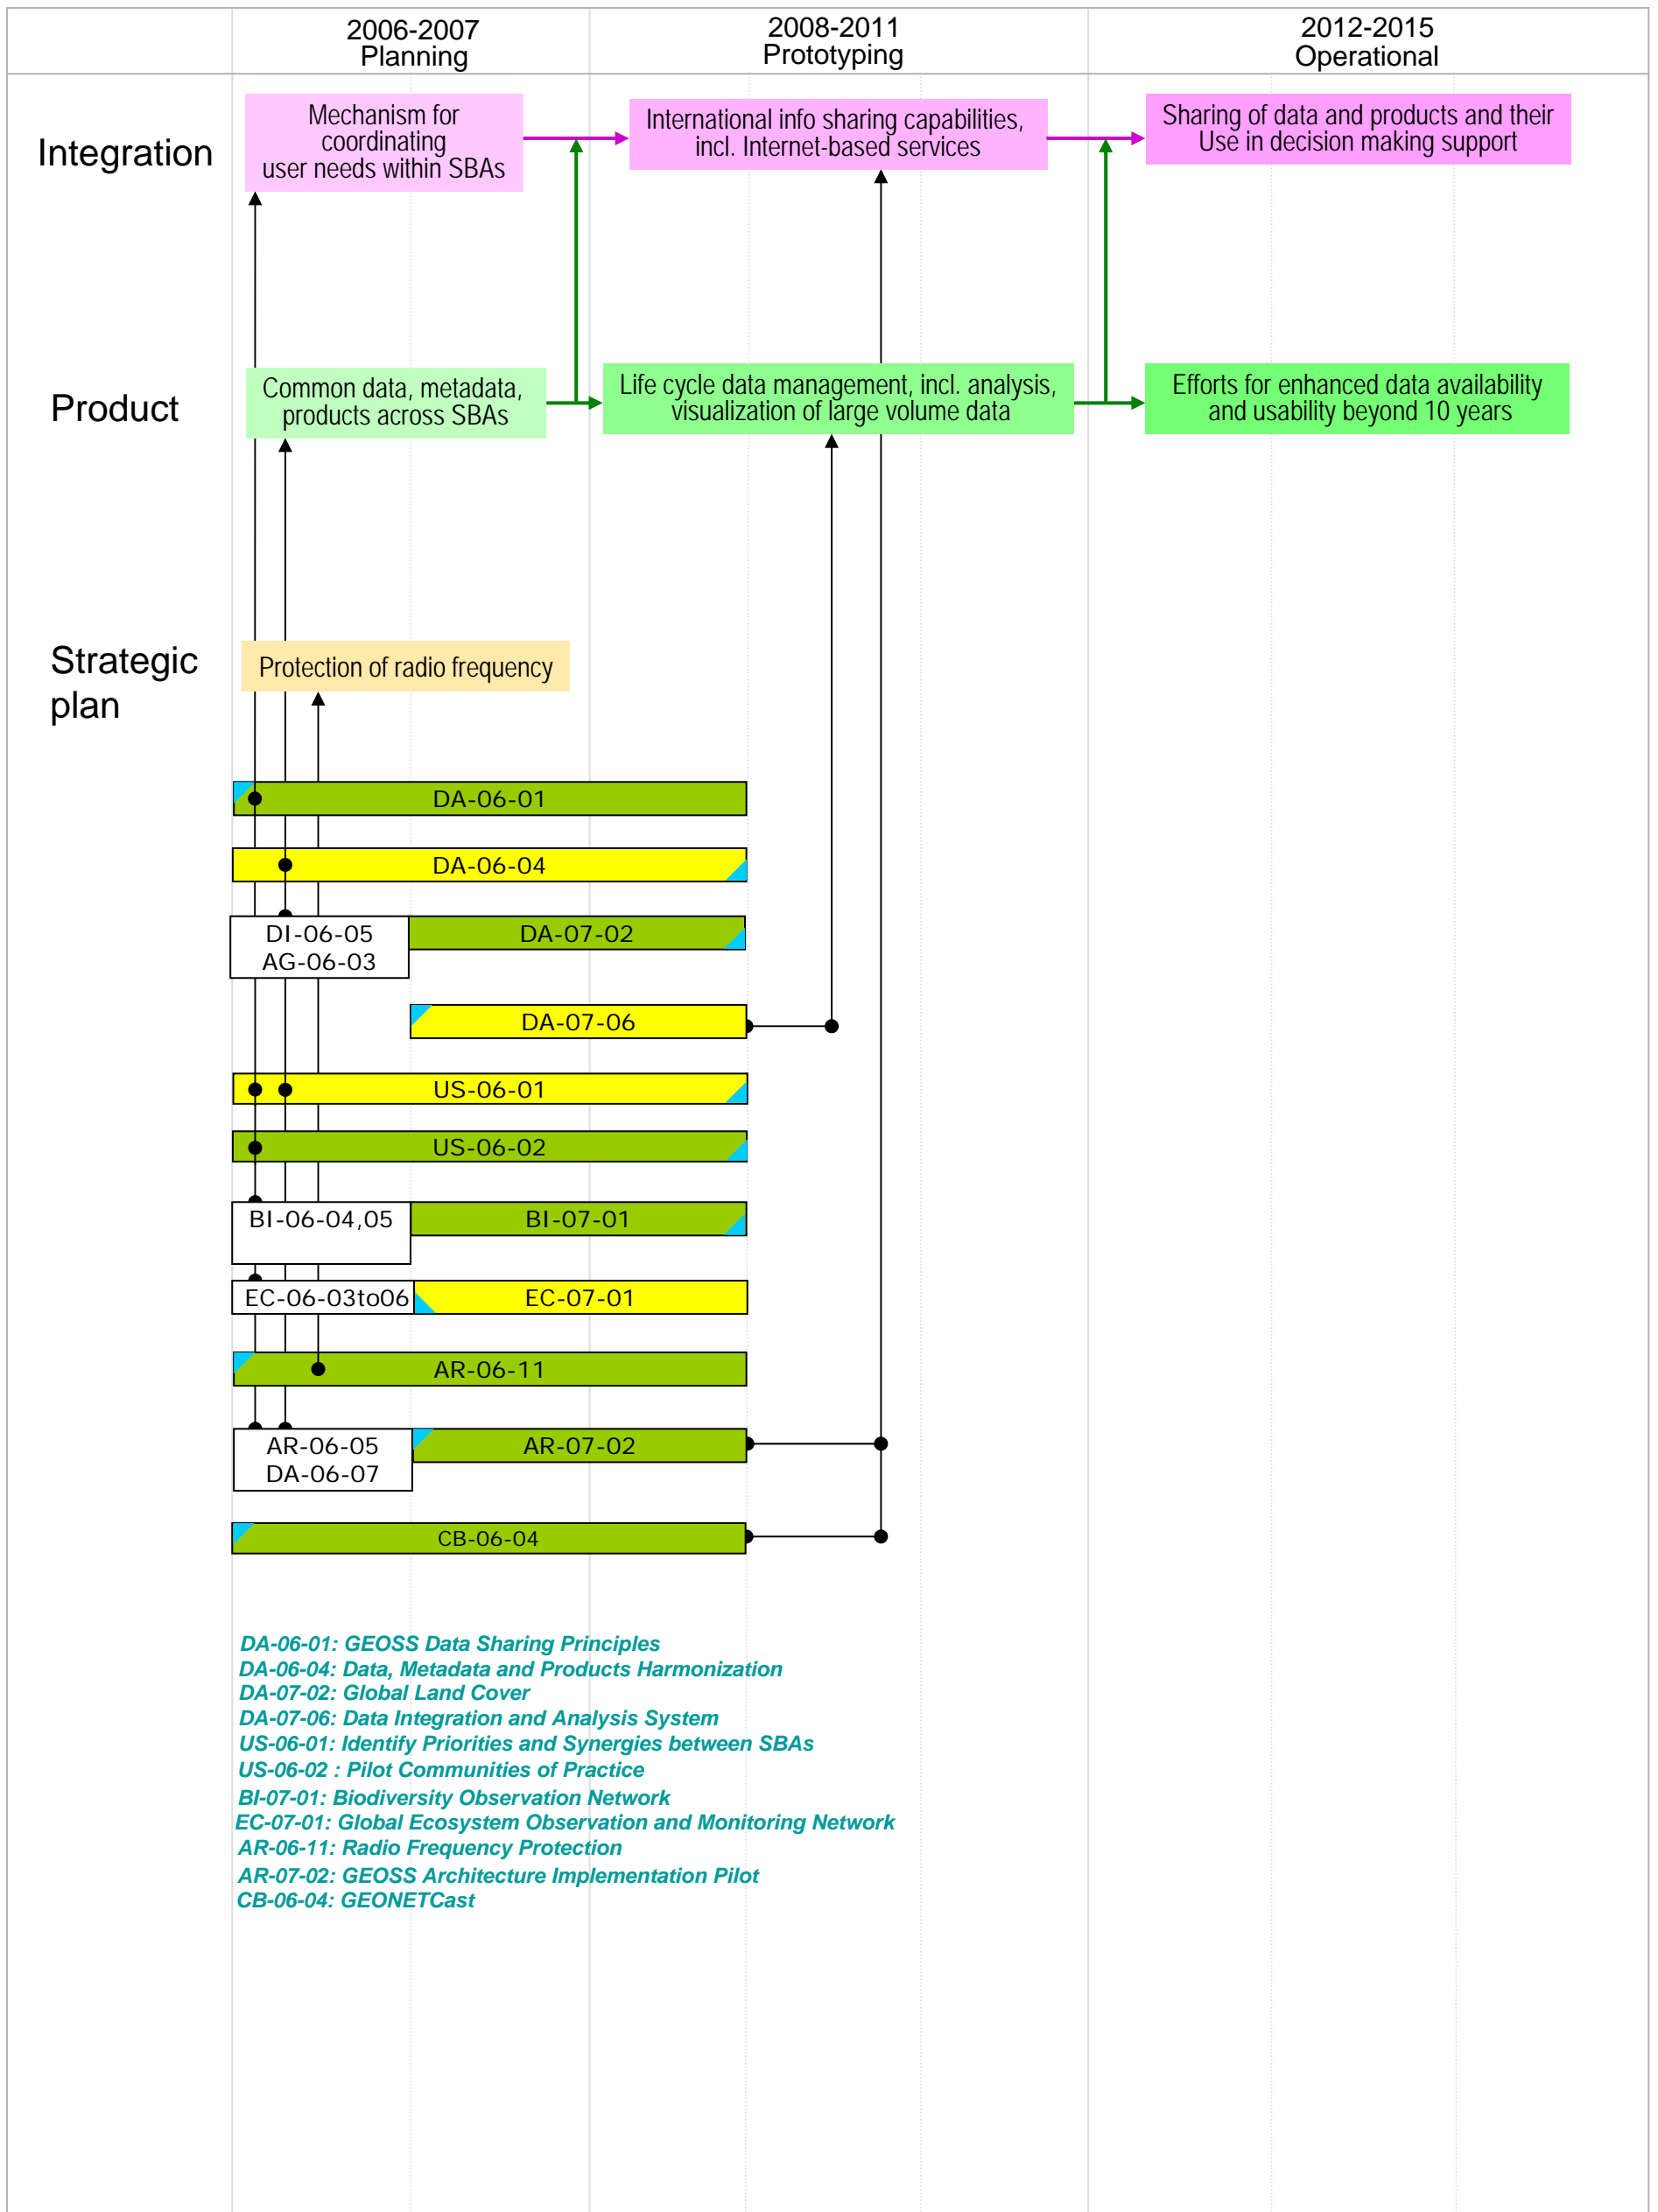 2006-2007
Planning
2008-2011
Prototyping
2012-2015
Operational
Integration
Mechanism for
coordinating
user needs within SBAs
International info sharing capabilities,
incl. Internet-based services
Sharing of data and products and their
Use in decision making support
Product
Common data, metadata,
products across SBAs
Life cycle data management, incl. analysis,
visualization of large volume data
Efforts for enhanced data availability
and usability beyond 10 years
Strategic
plan
Protection of radio frequency
DA-06-01
DA-06-04
DI-06-05
AG-06-03
DA-07-02
DA-07-06
US-06-01
US-06-02
BI-06-04,05
BI-07-01
EC-06-03to06
EC-07-01
AR-06-11
AR-06-05
DA-06-07
AR-07-02
CB-06-04
DA-06-01: GEOSS Data Sharing Principles
DA-06-04: Data, Metadata and Products Harmonization
DA-07-02: Global Land Cover
DA-07-06: Data Integration and Analysis System
US-06-01: Identify Priorities and Synergies between SBAs
US-06-02 : Pilot Communities of Practice
BI-07-01: Biodiversity Observation Network
EC-07-01: Global Ecosystem Observation and Monitoring Network
AR-06-11: Radio Frequency Protection
AR-07-02: GEOSS Architecture Implementation Pilot
CB-06-04: GEONETCast